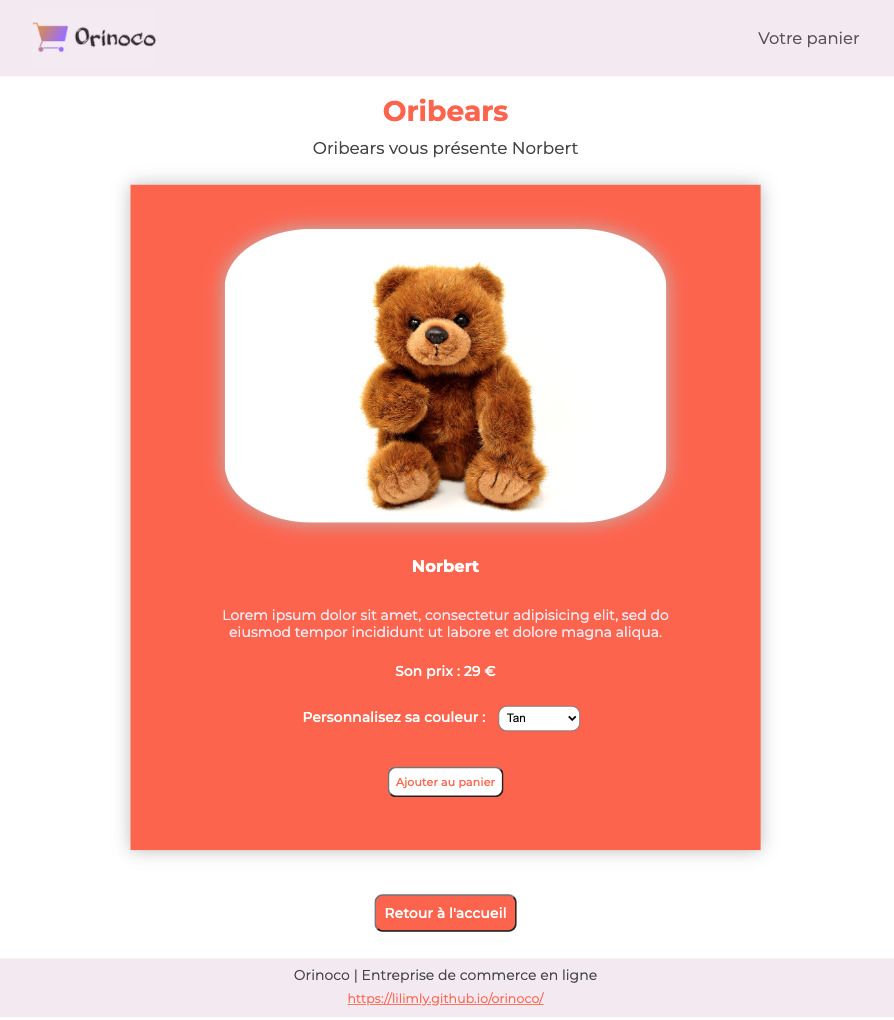 Orinoco
Votre panier
Oribears
Oribears vous présente Norbert
Norbert
Lorem ipsum dolor sit amet, consectetur adipisicing elit, sed do
eiusmod tempor incididunt ut labore et dolore magna aliqua.
Son prix : 29 €
Personnalisez sa couleur : Tan
Ajouter au panier
Retour à l'accueil
Orinoco | Entreprise de commerce en ligne
https://lilimly.github.io/orinoco/